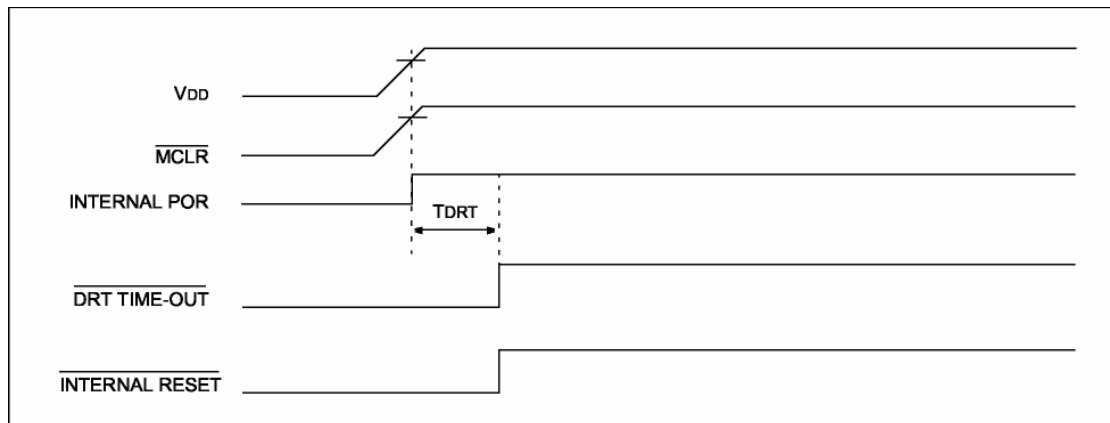 VDD
MCLR
INTERNAL POR
TDRT
DRT TIME-OUT
INTERNAL RESET